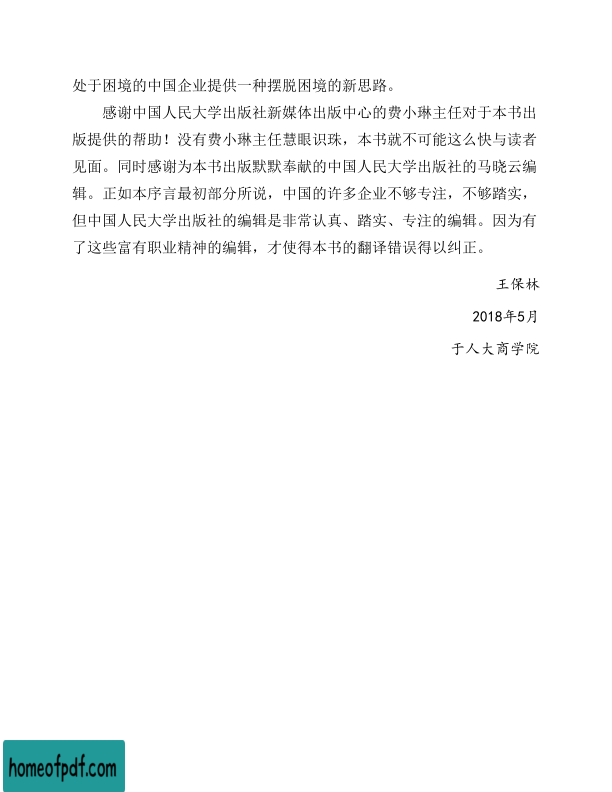 处于困境的中国企业提供一种摆脱困境的新思路。
感谢中国人民大学出版社新媒体出版中心的费小琳主任对于本书出
版提供的帮助！没有费小琳主任慧眼识珠，本书就不可能这么快与读者
见面。同时感谢为本书出版默默奉献的中国人民大学出版社的马晓云编
辑。正如本序言最初部分所说，中国的许多企业不够专注，不够踏实，
但中国人民大学出版社的编辑是非常认真、踏实、专注的编辑。因为有
了这些富有职业精神的编辑，才使得本书的翻译错误得以纠正。
王保林
2018年5月
于人大商学院
homeofpdf.com